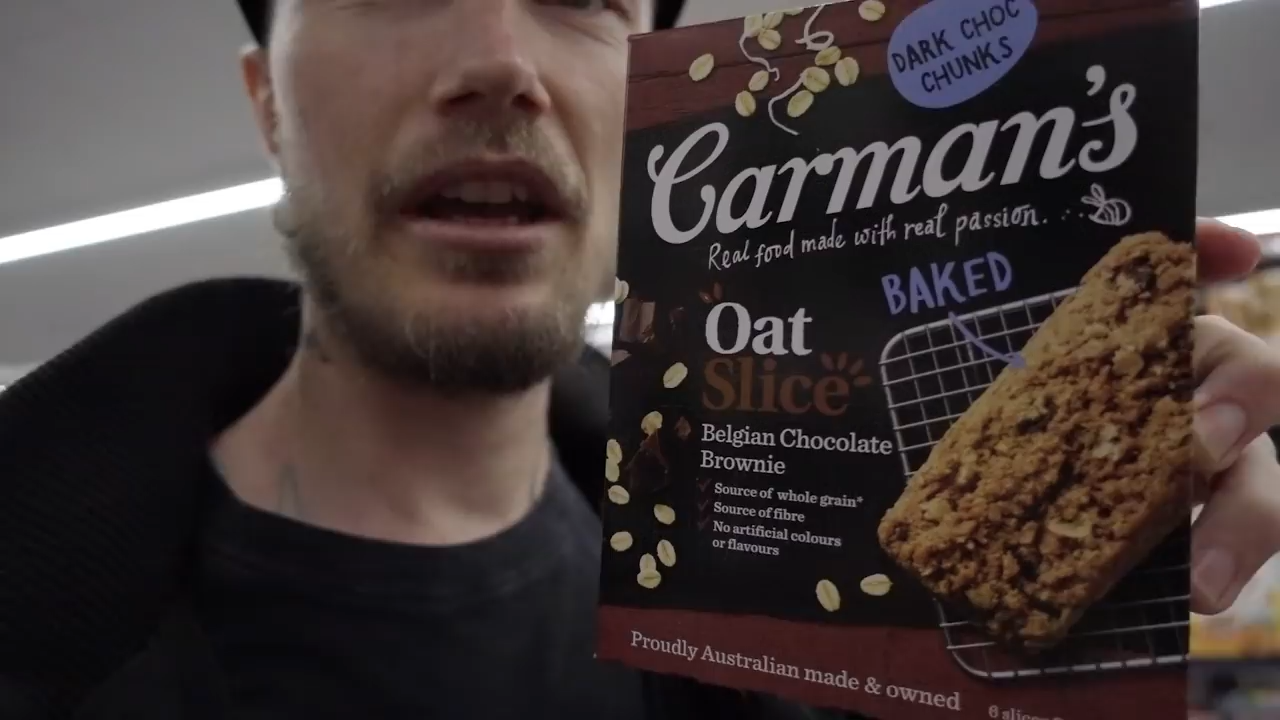 DARK CHOC
CHUNKS
Carman's
Real food made with real passion.
BAKED
Oat
Slice
Belgian Chocolate
Brownie
Source of whole grain*
Source of fibre
No artificial colours
or flavours
Proudly Australian made & owned
6